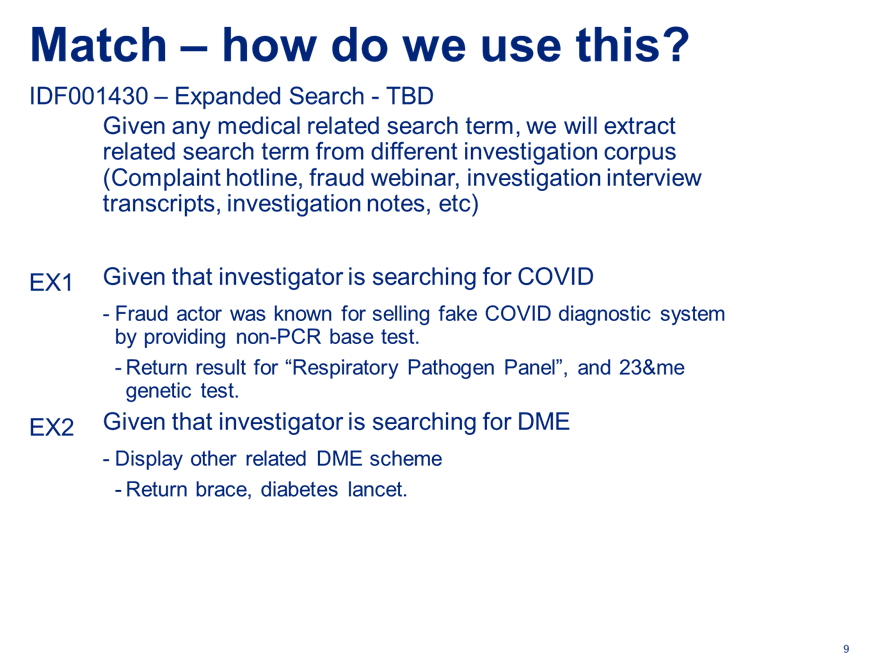 Match – how do we use this?
IDF001430 – Expanded Search - TBD
Given any medical related search term, we will extract
related search term from different investigation corpus
(Complaint hotline, fraud webinar, investigation interview
transcripts, investigation notes, etc)
EX1 Given that investigator is searching for COVID
- Fraud actor was known for selling fake COVID diagnostic system
by providing non-PCR base test.
- Return result for “Respiratory Pathogen Panel”, and 23&me
genetic test.
EX2 Given that investigator is searching for DME
- Display other related DME scheme
- Return brace, diabetes lancet.
9